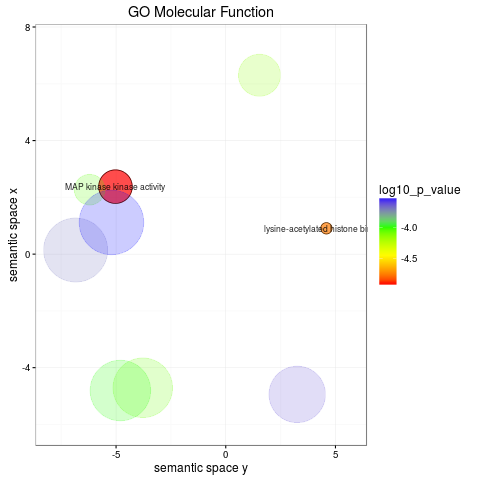 GO Molecular Function
8
4
0
-4
semantic space x
MAP kinase kinase activity
lysine-acetylated histone bi
-5
0
5
semantic space y
log10_p_value
-4.0
-4.5